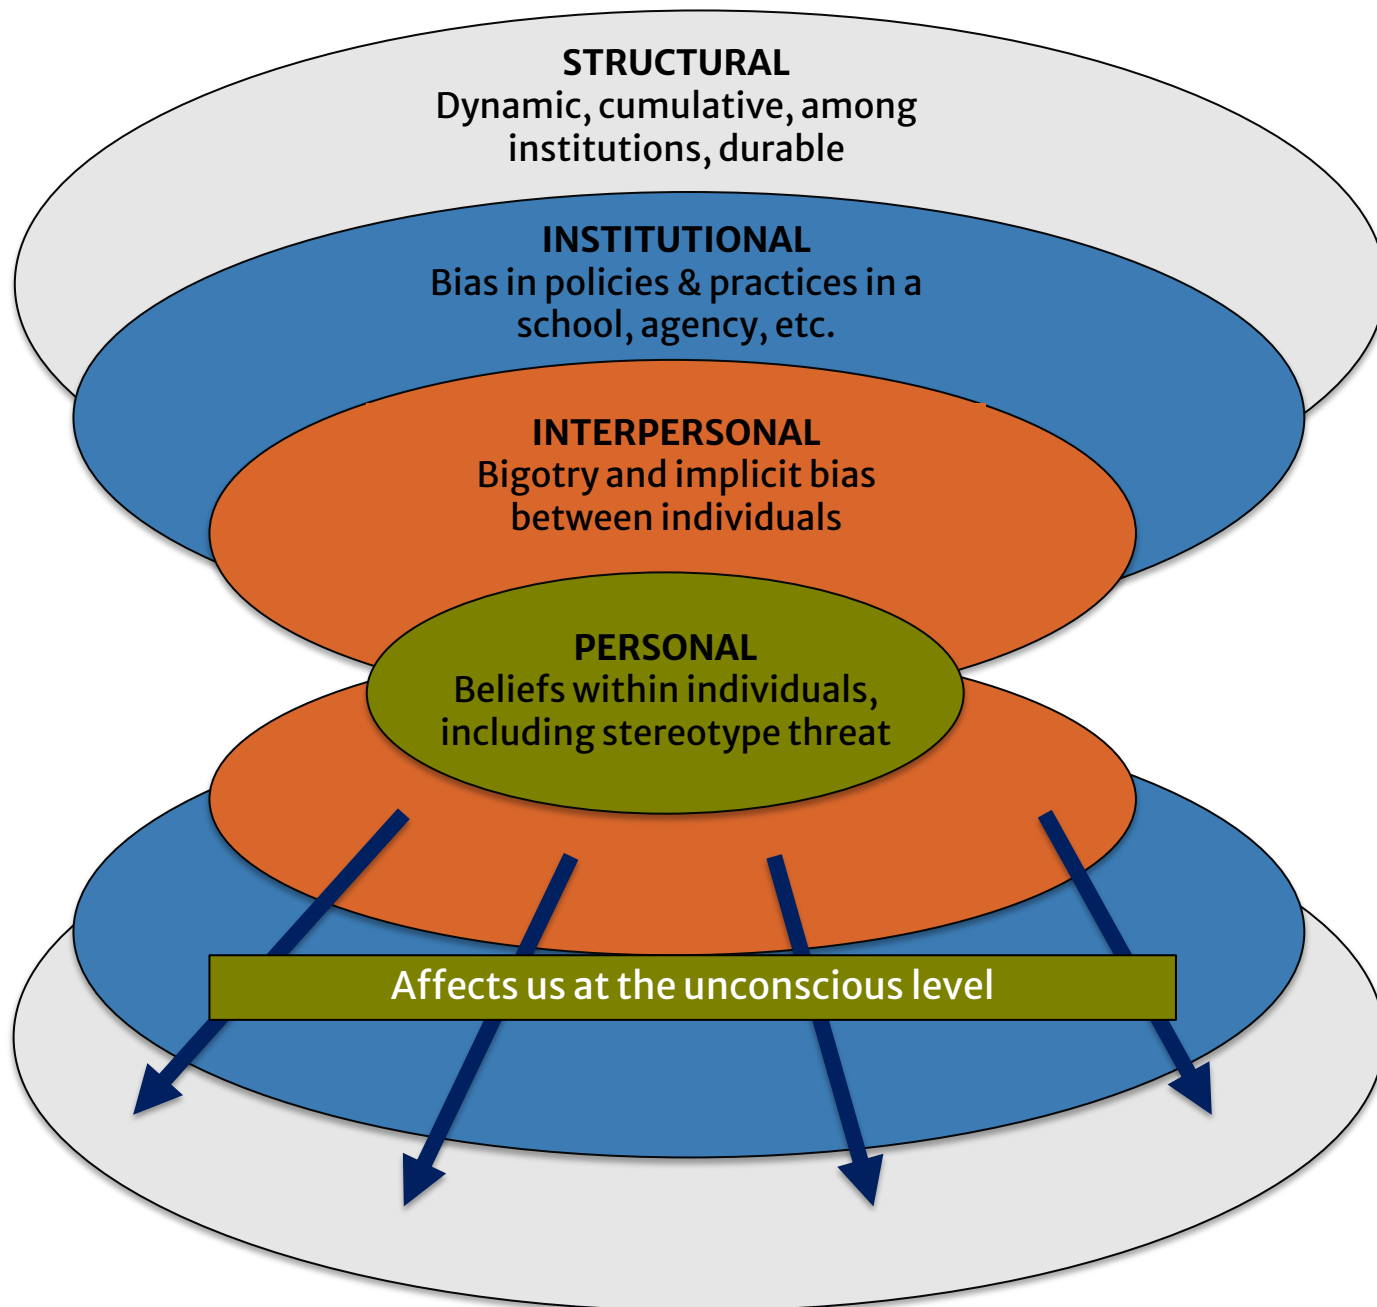 STRUCTURAL
Dynamic, cumulative, among
institutions, durable
INSTITUTIONAL
Bias in policies & practices in a
school, agency, etc.
INTERPERSONAL
Bigotry and implicit bias
between individuals
PERSONAL
Beliefs within individuals,
including stereotype threat
Affects us at the unconscious level